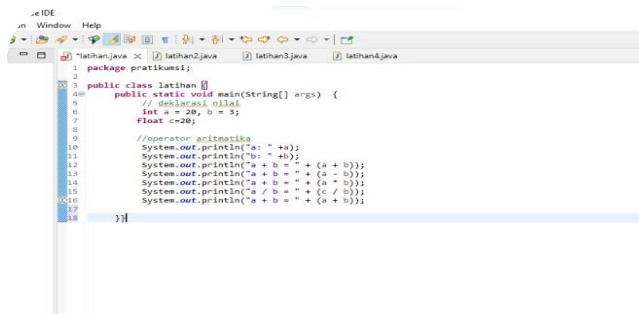 se IDE
Window Help
*latihan.java latihan2.java latihan3.java latihan4.java
1 package pratikumsi;
2
3 public class latihan {
4 public static void main(String[] args) {
5 // deklarasi nilai
6 int a = 20, b = 3;
7 float c=20;
8
9 //operator aritmatika
10 System.out.println("a: " +a);
11 System.out.println("b: " +b);
12 System.out.println("a + b = " + (a + b));
13 System.out.println("a + b = " + (a - b));
14 System.out.println("a + b = " + (a * b));
15 System.out.println("a / b = " + (c / b));
16 System.out.println("a + b = " + (a + b));
17
18 }}